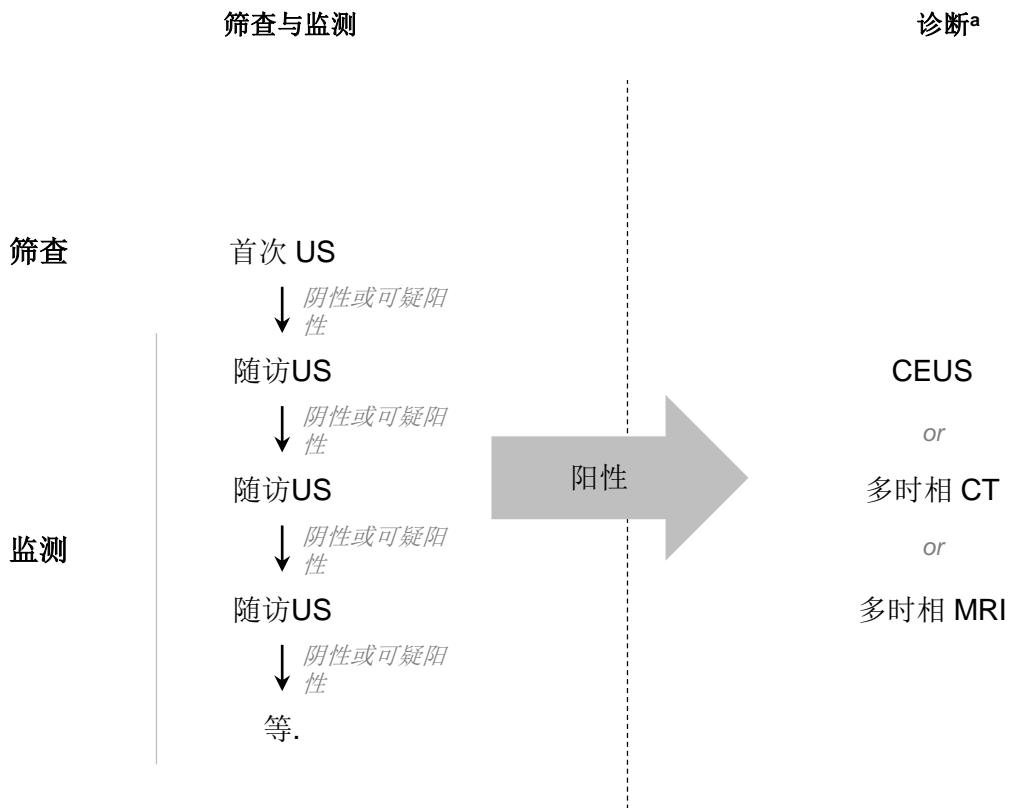 筛查与监测
诊断a
筛查
首次 US
阴性或可疑阳
性
随访US
阴性或可疑阳
性
随访US
监测
阴性或可疑阳
性
随访US
阴性或可疑阳
性
等.
阳性
CEUS
or
多时相 CT
or
多时相 MRI